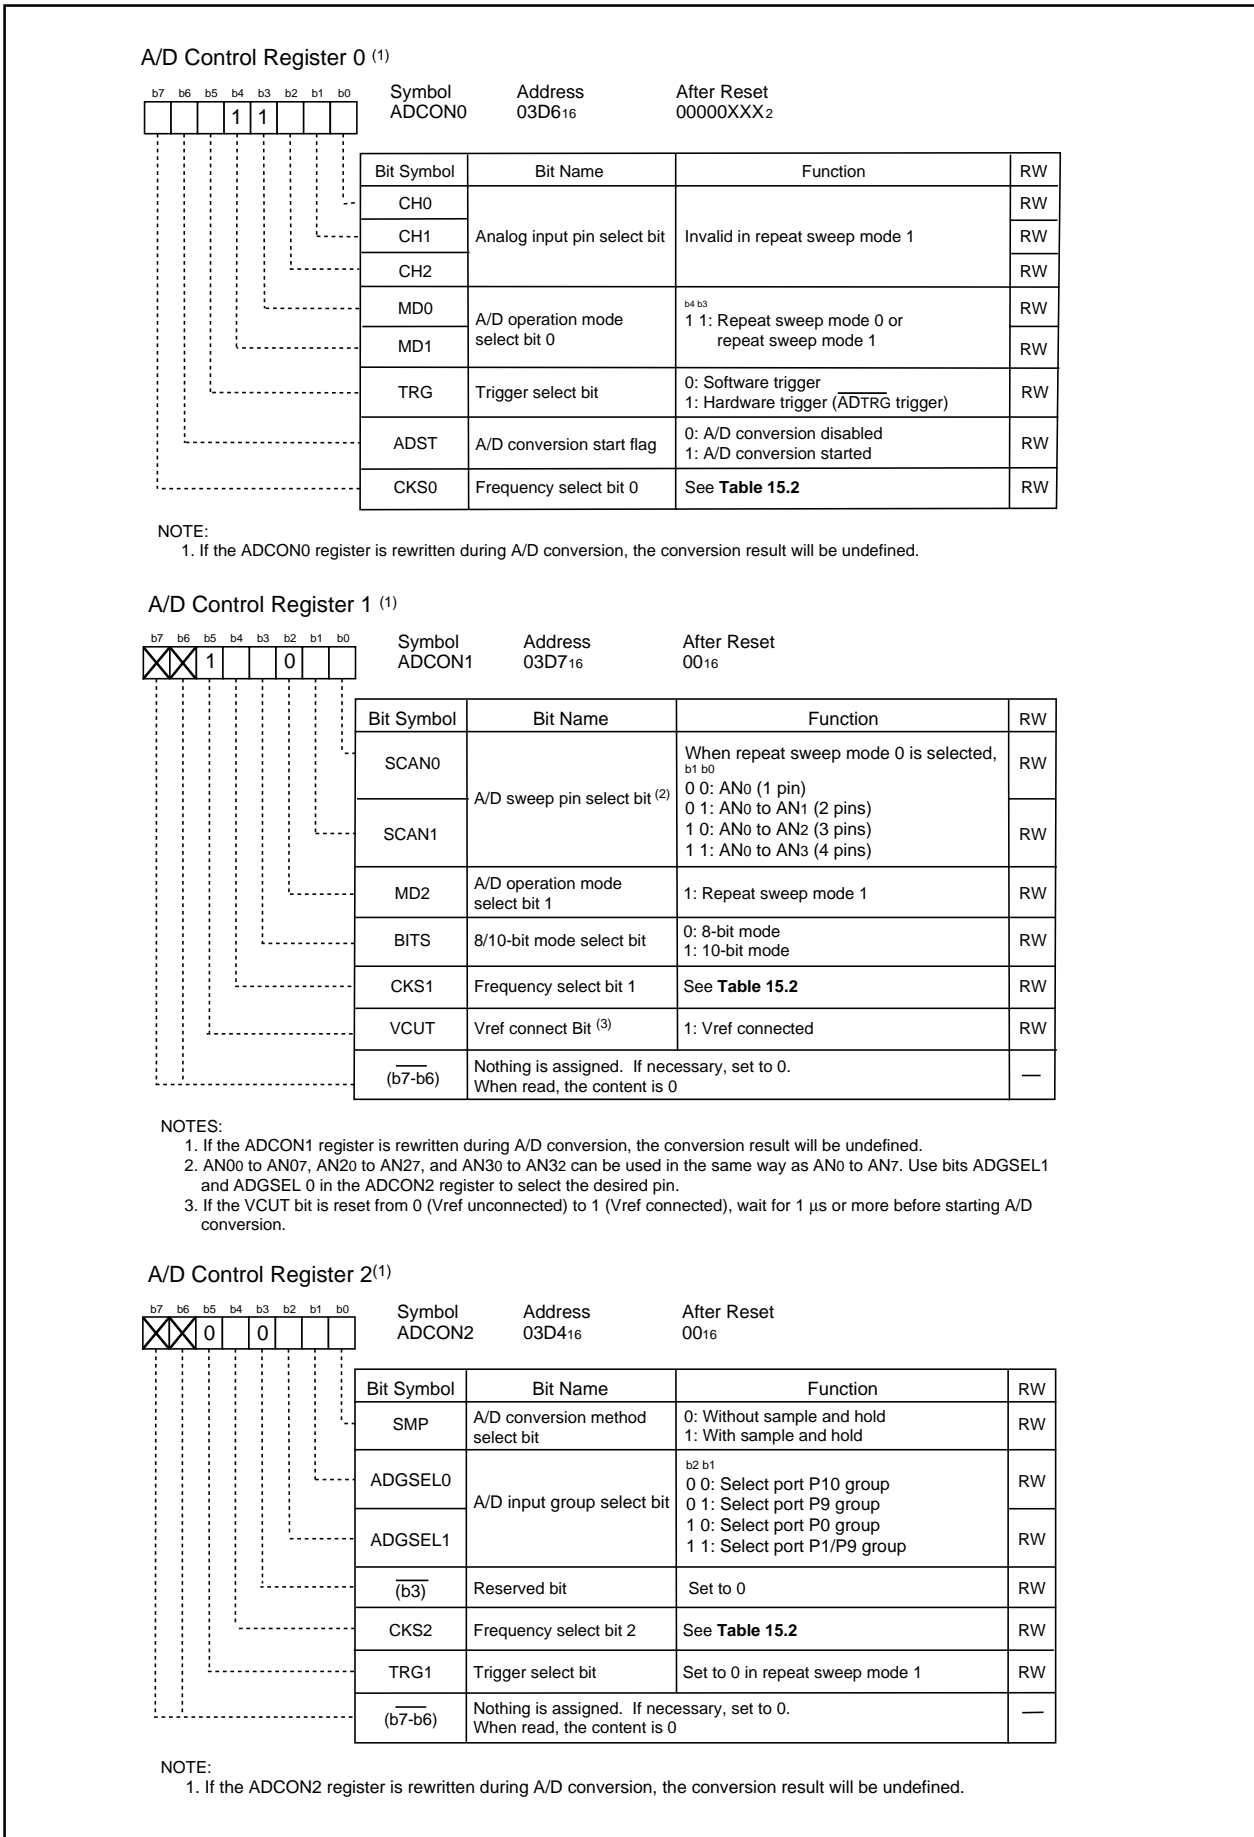 A/D Control Register 0 (1)
b7 b6 b5 b4 b3 b2 b1 b0
1 1
Symbol Address After Reset
ADCON0 03D616 00000XXX2
Bit Symbol Bit Name Function RW
CH0 RW
CH1 Analog input pin select bit Invalid in repeat sweep mode 1 RW
CH2 RW
MD0 A/D operation mode select bit 0 b4 b3 RW
1 1: Repeat sweep mode 0 or
repeat sweep mode 1
MD1 RW
TRG Trigger select bit 0: Software trigger RW
1: Hardware trigger (ADTRG trigger)
ADST A/D conversion start flag 0: A/D conversion disabled RW
1: A/D conversion started
CKS0 Frequency select bit 0 See Table 15.2 RW
NOTE:
1. If the ADCON0 register is rewritten during A/D conversion, the conversion result will be undefined.
A/D Control Register 1 (1)
b7 b6 b5 b4 b3 b2 b1 b0
1 0
Symbol Address After Reset
ADCON1 03D716 0016
Bit Symbol Bit Name Function RW
SCAN0 A/D sweep pin select bit (2) When repeat sweep mode 0 is selected, RW
b1 b0
0 0: AN0 (1 pin)
0 1: AN0 to AN1 (2 pins)
1 0: AN0 to AN2 (3 pins)
1 1: AN0 to AN3 (4 pins)
SCAN1 RW
MD2 A/D operation mode select bit 1 1: Repeat sweep mode 1 RW
BITS 8/10-bit mode select bit 0: 8-bit mode RW
1: 10-bit mode
CKS1 Frequency select bit 1 See Table 15.2 RW
VCUT Vref connect Bit (3) 1: Vref connected RW
(b7-b6) Nothing is assigned. If necessary, set to 0. —
When read, the content is 0
NOTES:
1. If the ADCON1 register is rewritten during A/D conversion, the conversion result will be undefined.
2. AN00 to AN07, AN20 to AN27, and AN30 to AN32 can be used in the same way as AN0 to AN7. Use bits ADGSEL1
and ADGSEL 0 in the ADCON2 register to select the desired pin.
3. If the VCUT bit is reset from 0 (Vref unconnected) to 1 (Vref connected), wait for 1 μs or more before starting A/D
conversion.
A/D Control Register 2(1)
b7 b6 b5 b4 b3 b2 b1 b0
0 0
Symbol Address After Reset
ADCON2 03D416 0016
Bit Symbol Bit Name Function RW
SMP A/D conversion method select bit 0: Without sample and hold RW
1: With sample and hold
ADGSEL0 A/D input group select bit b2 b1 RW
0 0: Select port P10 group
0 1: Select port P9 group
1 0: Select port P0 group
1 1: Select port P1/P9 group
ADGSEL1 RW
(b3) Reserved bit Set to 0 RW
CKS2 Frequency select bit 2 See Table 15.2 RW
TRG1 Trigger select bit Set to 0 in repeat sweep mode 1 RW
(b7-b6) Nothing is assigned. If necessary, set to 0. —
When read, the content is 0
NOTE:
1. If the ADCON2 register is rewritten during A/D conversion, the conversion result will be undefined.